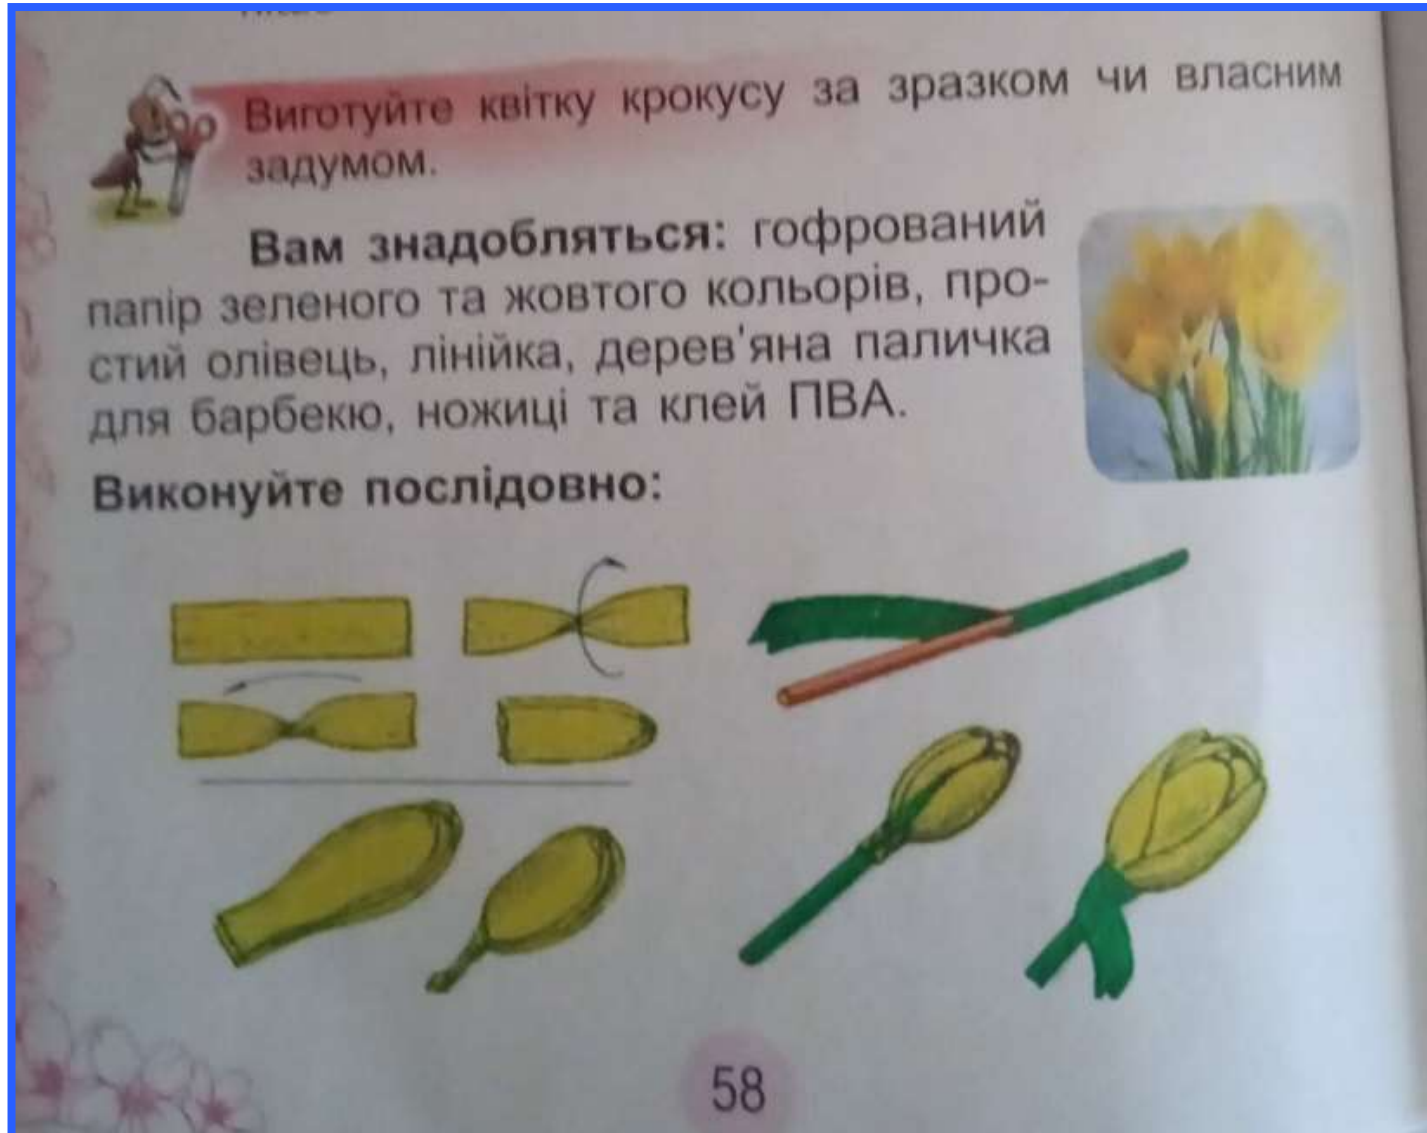 Виготуйте квітку крокусу за зразком чи власним
задумом.
Вам знадобляться: гофрований
папір зеленого та жовтого кольорів, про-
стий олівець, лінійка, дерев'яна паличка
для барбекю, ножиці та клей ПВА.
Виконуйте послідовно:
58